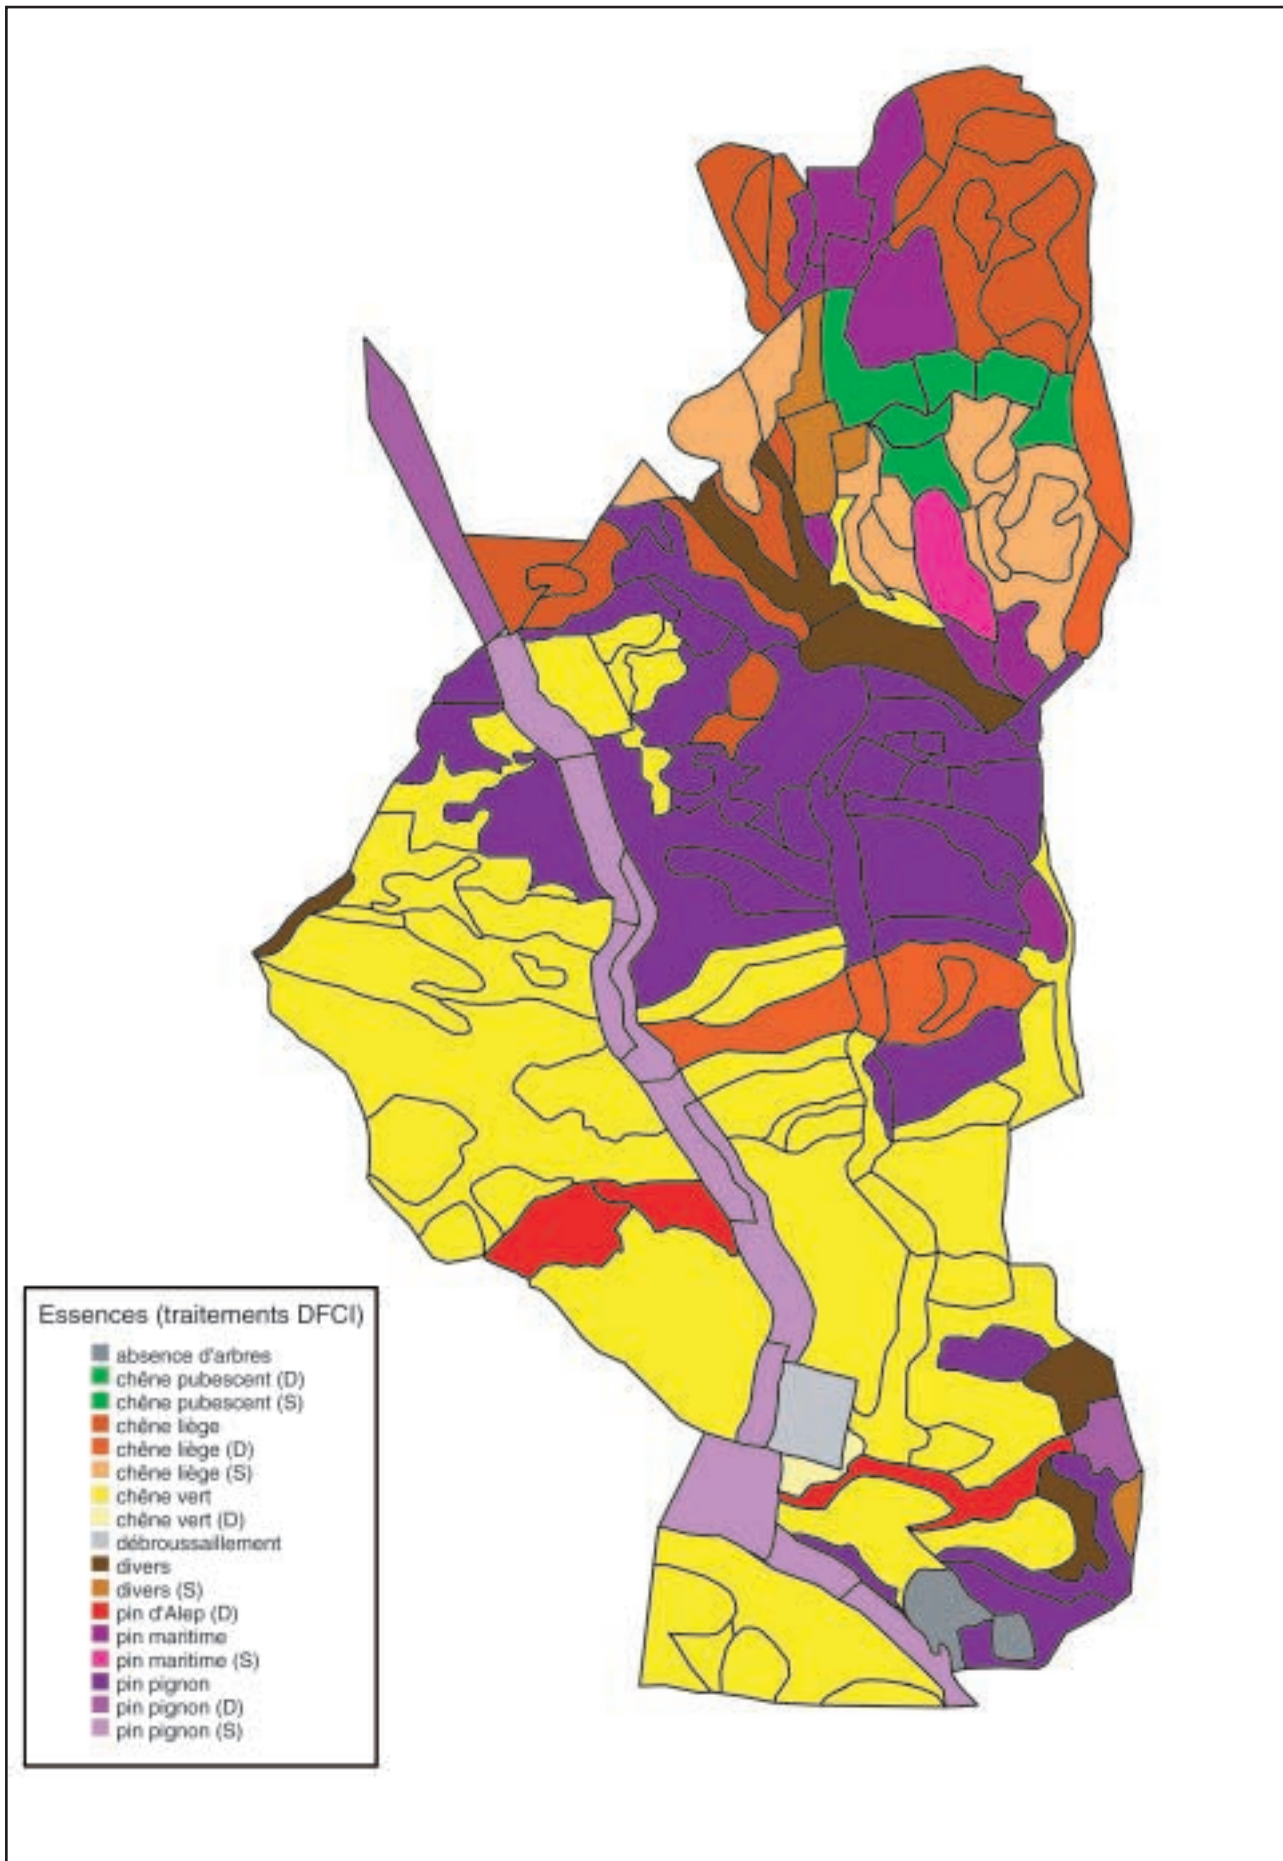 Essences (traitements DFCI)
absence d'arbres
chêne pubescent (D)
chêne pubescent (S)
chêne liège
chêne liège (D)
chêne liège (S)
chêne vert
chêne vert (D)
débroussaillement
divers
divers (S)
pin d'Alep (D)
pin maritime
pin maritime (S)
pin pignon
pin pignon (D)
pin pignon (S)